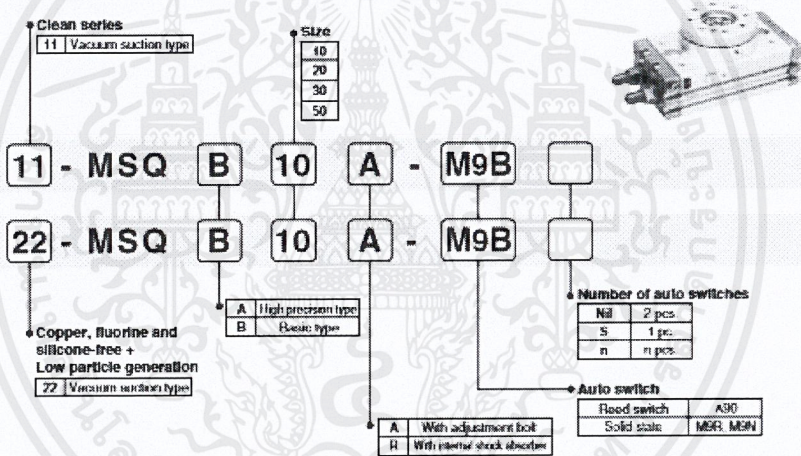 Clean series
11 Vacuum suction type
Size
10
20
30
50
11 - MSQ B 10 A - M9B
22 - MSQ B 10 A - M9B
A High precision type
B Basic type
Number of auto switches
Nil 2 pcs.
S 1 pc.
n n pcs.
Copper, fluorine and
silicone-free +
Low particle generation
22 Vacuum suction type
Auto switch
Reed switch A90
Solid state M9B, M9N
A With adjustment bolt
R With internal shock absorber